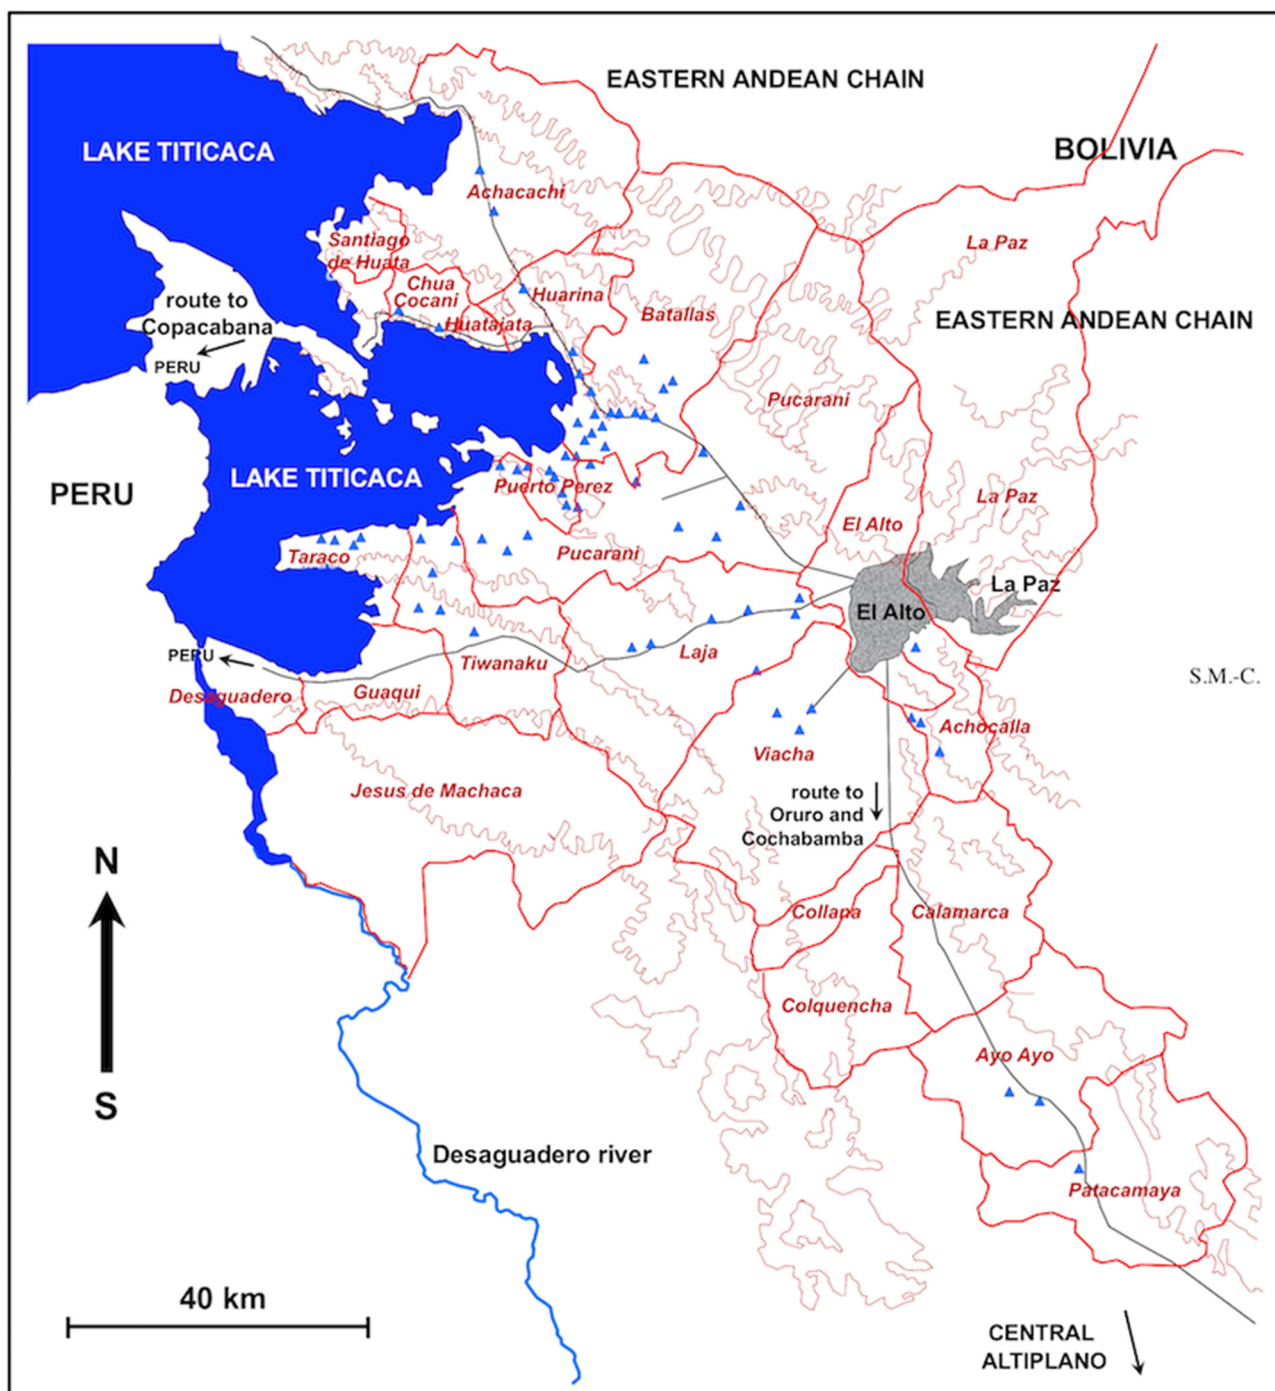 EASTERN ANDEAN CHAIN
BOLIVIA
LAKE TITICACA
Achacachi
Santiago
de Huata
La Paz
Chua
Cocani
Huarina
route to
Copacabana
Huatajata
Batallas
EASTERN ANDEAN CHAIN
PERU
Pucarani
LAKE TITICACA
PERU
Puerto Perez
La Paz
El Alto
Taraco
Pucarani
La Paz
El Alto
PERU
Tiwanaku
Laja
S.M.-C.
Desaguadero
Guaqui
Achocalla
Viacha
Jesus de Machaca
route to
Oruro and
Cochabamba
N
Collapa
Calamarca
Colquencha
Ayo Ayo
S
Desaguadero river
Patacamaya
40 km
CENTRAL
ALTIPLANO